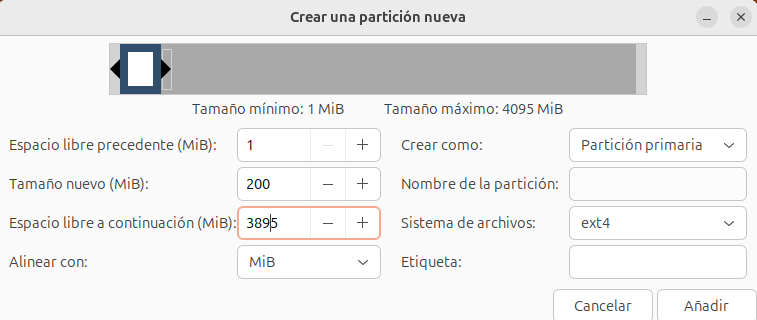 Crear una partición nueva
Tamaño mínimo: 1 MiB Tamaño máximo: 4095 MiB
Espacio libre precedente (MiB): 1 Crear como: Partición primaria
Tamaño nuevo (MiB): 200 Nombre de la partición:
Espacio libre a continuación (MiB): 3895 Sistema de archivos: ext4
Alinear con: MiB Etiqueta:
Cancelar Añadir